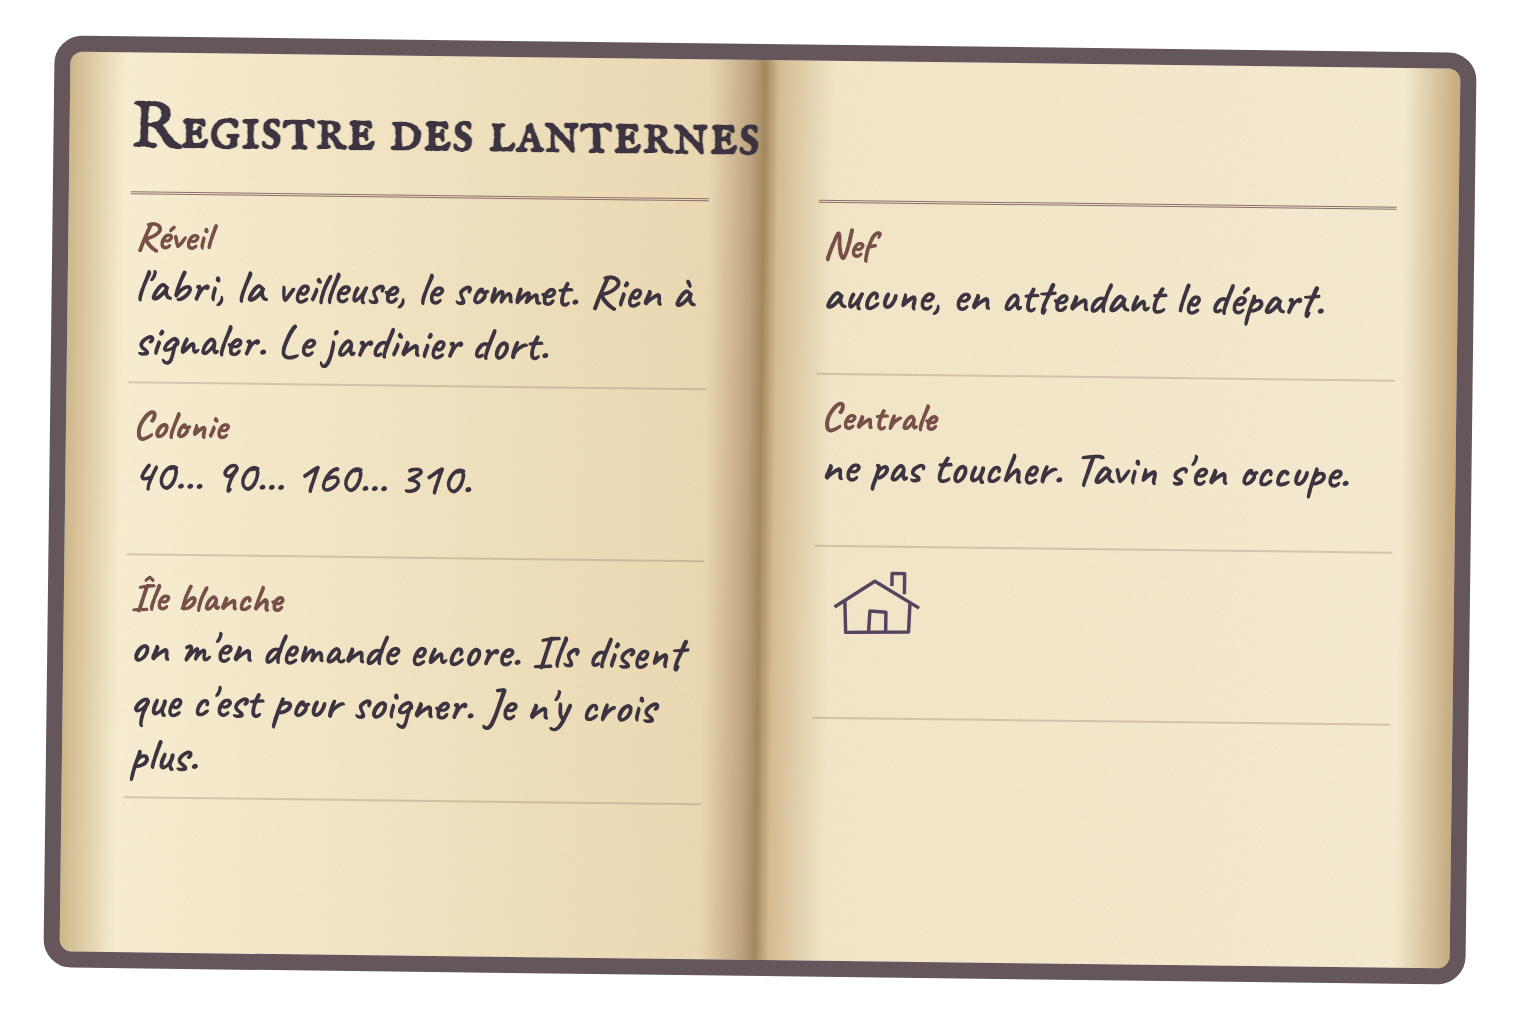 Registre des lanternes
Réveil
l'abri, la veilleuse, le sommet. Rien à
signaler. Le jardinier dort.
Colonie
40... 90... 160... 310.
Île blanche
on m'en demande encore. Ils disent
que c'est pour soigner. Je n'y crois
plus.
Nef
aucune, en attendant le départ.
Centrale
ne pas toucher. Tavin s'en occupe.